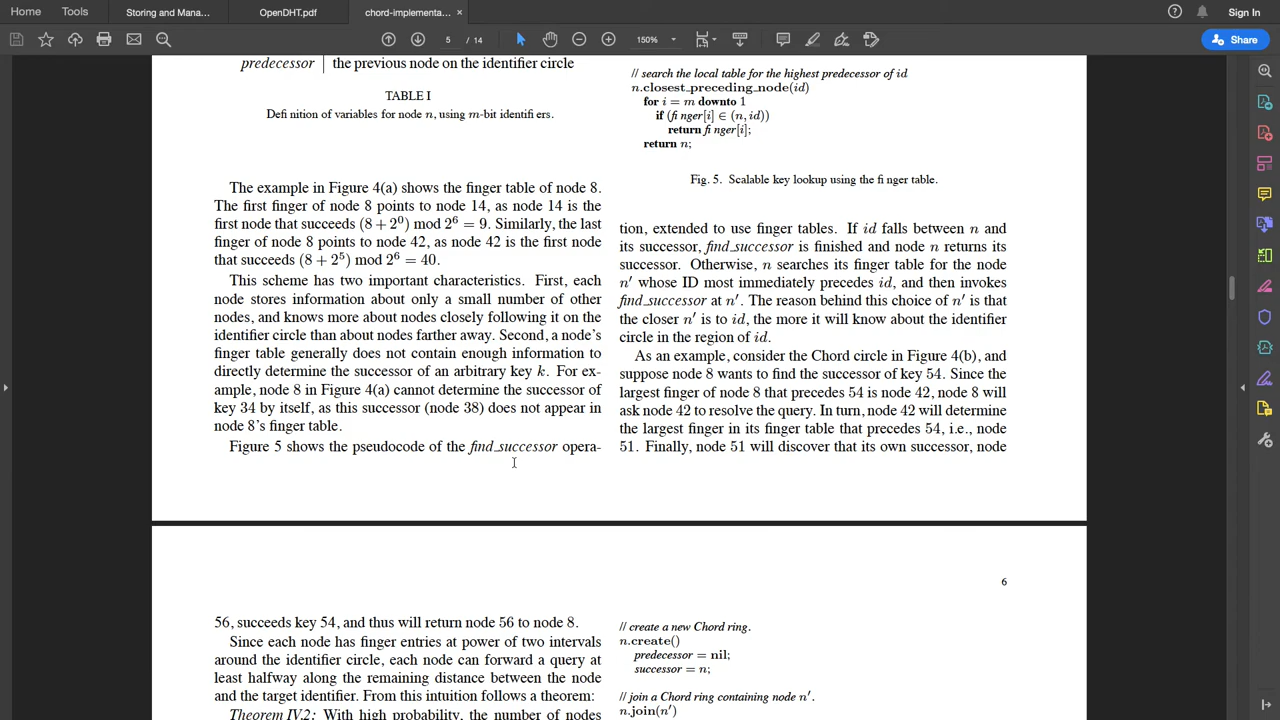 Home
Tools
Storing and Mana...
OpenDHT.pdf
chord-implementa...
×
Sign In
5 / 14
150%
Share
predecessor | the previous node on the identifier circle
TABLE I
Defi nition of variables for node n, using m-bit identifi ers.
The example in Figure 4(a) shows the finger table of node 8.
The first finger of node 8 points to node 14, as node 14 is the
first node that succeeds (8 + 2⁰) mod 2⁶ = 9. Similarly, the last
finger of node 8 points to node 42, as node 42 is the first node
that succeeds (8 + 2⁵) mod 2⁶ = 40.
This scheme has two important characteristics. First, each
node stores information about only a small number of other
nodes, and knows more about nodes closely following it on the
identifier circle than about nodes farther away. Second, a node's
finger table generally does not contain enough information to
directly determine the successor of an arbitrary key k. For ex-
ample, node 8 in Figure 4(a) cannot determine the successor of
key 34 by itself, as this successor (node 38) does not appear in
node 8's finger table.
Figure 5 shows the pseudocode of the find_successor opera-
// search the local table for the highest predecessor of id
n.closest_preceding_node(id)
for i = m downto 1
if (fi nger[i] ∈ (n, id))
return fi nger[i];
return n;
Fig. 5. Scalable key lookup using the fi nger table.
tion, extended to use finger tables. If id falls between n and
its successor, find_successor is finished and node n returns its
successor. Otherwise, n searches its finger table for the node
n′ whose ID most immediately precedes id, and then invokes
find_successor at n′. The reason behind this choice of n′ is that
the closer n′ is to id, the more it will know about the identifier
circle in the region of id.
As an example, consider the Chord circle in Figure 4(b), and
suppose node 8 wants to find the successor of key 54. Since the
largest finger of node 8 that precedes 54 is node 42, node 8 will
ask node 42 to resolve the query. In turn, node 42 will determine
the largest finger in its finger table that precedes 54, i.e., node
51. Finally, node 51 will discover that its own successor, node
6
56, succeeds key 54, and thus will return node 56 to node 8.
Since each node has finger entries at power of two intervals
around the identifier circle, each node can forward a query at
least halfway along the remaining distance between the node
and the target identifier. From this intuition follows a theorem:
Theorem IV.2: With high probability, the number of nodes
// create a new Chord ring.
n.create()
predecessor = nil;
successor = n;
// join a Chord ring containing node n′.
n.join(n′)